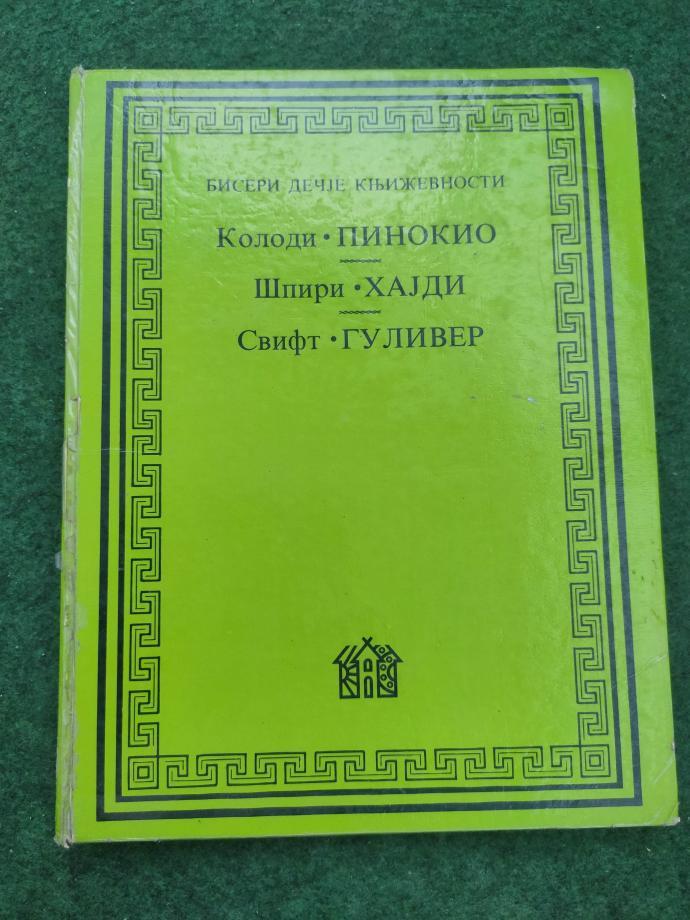 БИСЕРИ ДЕЧЈЕ КЊИЖЕВНОСТИ
Колоди • ПИНОКИО
Шпири • ХАЈДИ
Свифт • ГУЛИВЕР